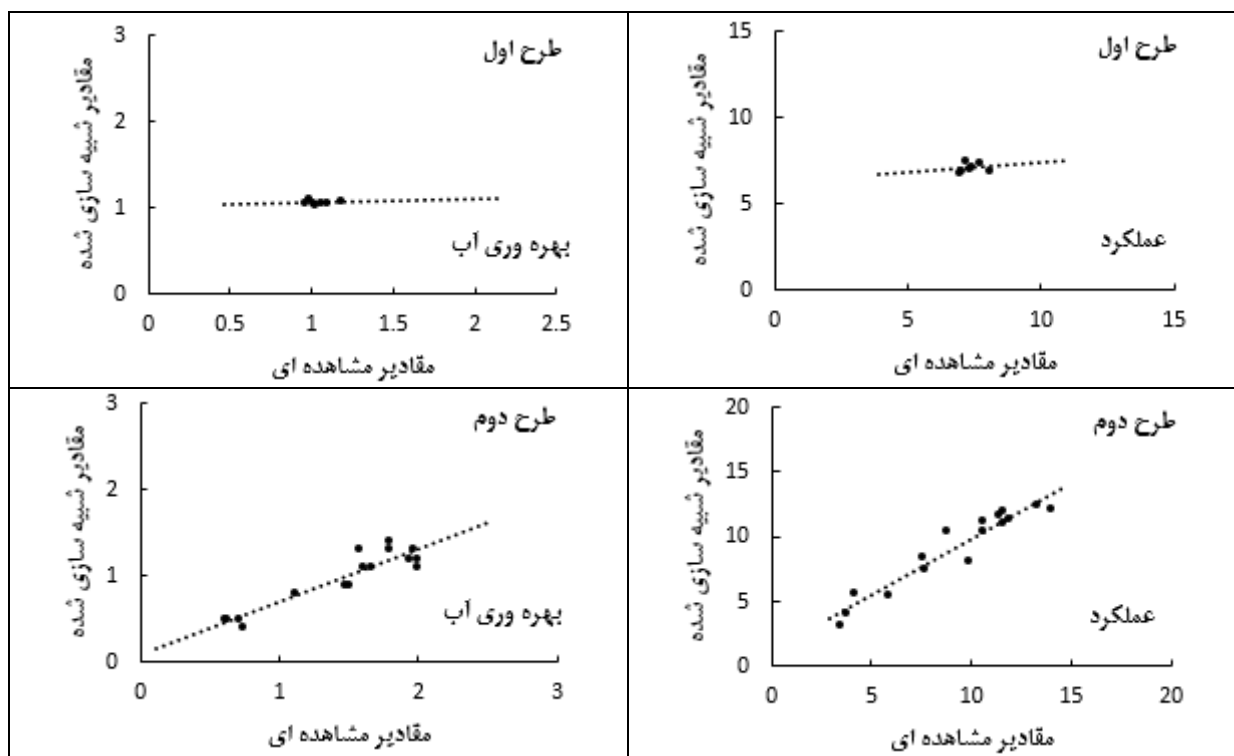 طرح اول
مقادیر شبیه سازی شده
3
2
1
0
بهره وری آب
0
0.5
1
1.5
2
2.5
مقادیر مشاهده ای
طرح اول
مقادیر شبیه سازی شده
15
10
5
0
عملکرد
0
5
10
15
مقادیر مشاهده ای
طرح دوم
مقادیر شبیه سازی شده
3
2
1
0
بهره وری آب
0
1
2
3
مقادیر مشاهده ای
طرح دوم
مقادیر شبیه سازی شده
20
15
10
5
0
عملکرد
0
5
10
15
20
مقادیر مشاهده ای